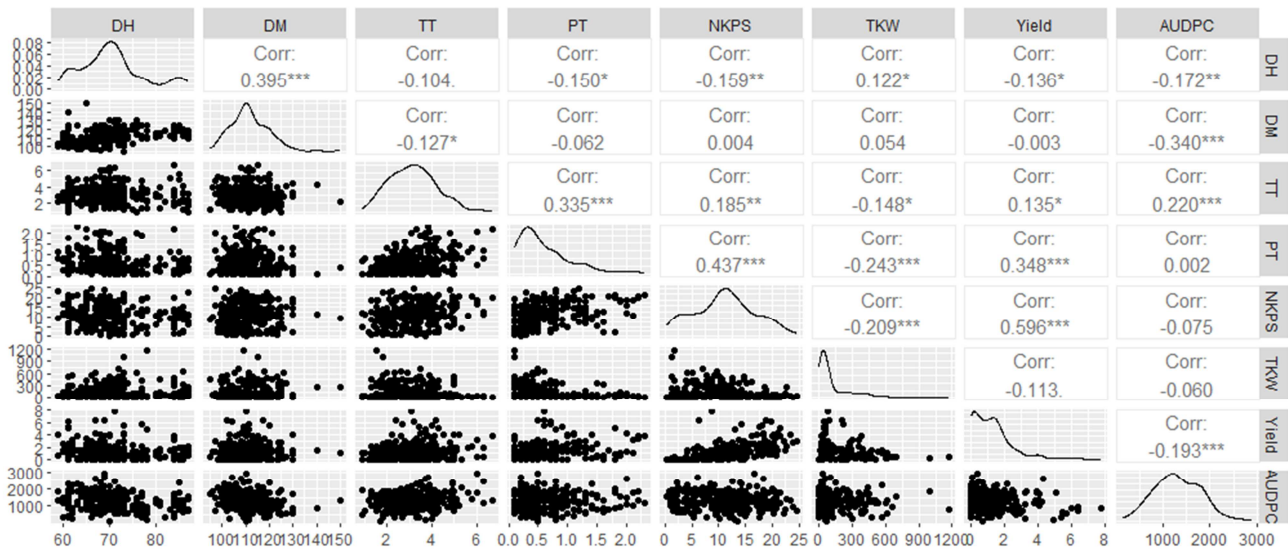 DH DM TT PT NKPS TKW Yield AUDPC
0.08
0.06
0.04
0.02
0.00
Corr: Corr: Corr: Corr: Corr: Corr: Corr:
0.395*** -0.104. -0.150* -0.159** 0.122* -0.136* -0.172**
DH
150
140
130
120
110
100
Corr: Corr: Corr: Corr: Corr: Corr:
-0.127* -0.062 0.004 0.054 -0.003 -0.340***
DM
6
4
2
Corr: Corr: Corr: Corr: Corr:
0.335*** 0.185** -0.148* 0.135* 0.220***
TT
2.0
1.5
1.0
0.5
0.0
Corr: Corr: Corr: Corr:
0.437*** -0.243*** 0.348*** 0.002
PT
25
20
15
10
5
0
Corr: Corr: Corr:
-0.209*** 0.596*** -0.075
NKPS
1200
900
600
300
0
Corr: Corr:
-0.113. -0.060
TKW
8
6
4
2
0
Corr:
-0.193***
Yield
3000
2000
1000
AUDPC
60 70 80 100 110 120 130 140 150 2 4 6 0.0 0.5 1.0 1.5 2.0 0 5 10 15 20 25 0 300 600 900 1200 0 2 4 6 8 1000 2000 3000